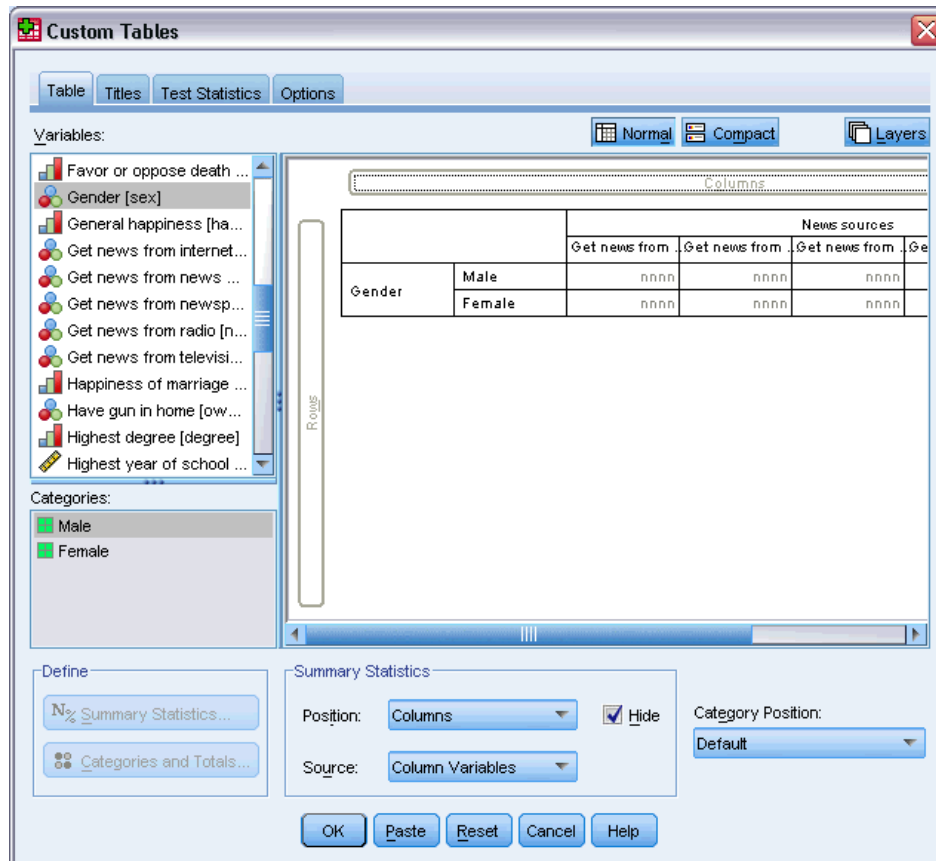 Custom Tables
Table Titles Test Statistics Options
Variables:
Normal Compact Layers
Favor or oppose death ...
Gender [sex]
General happiness [ha...
Get news from internet...
Get news from news ...
Get news from newsp...
Get news from radio [n...
Get news from televisi...
Happiness of marriage ...
Have gun in home [ow...
Highest degree [degree]
Highest year of school ...
Categories:
Male
Female
Columns
Rows
News sources
Get news from .. Get news from .. Get news from .. Ge
Gender Male nnnn nnnn nnnn
Female nnnn nnnn nnnn
Define
N% Summary Statistics...
Categories and Totals...
Summary Statistics
Position: Columns Hide
Source: Column Variables
Category Position:
Default
OK Paste Reset Cancel Help